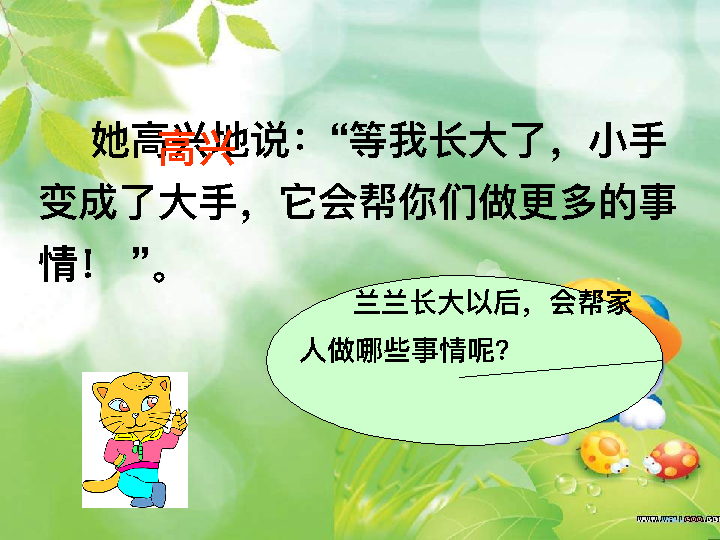 她高兴地说：“等我长大了，小手
高兴
变成了大手，它会帮你们做更多的事
情！ ”。
兰兰长大以后，会帮家
人做哪些事情呢？